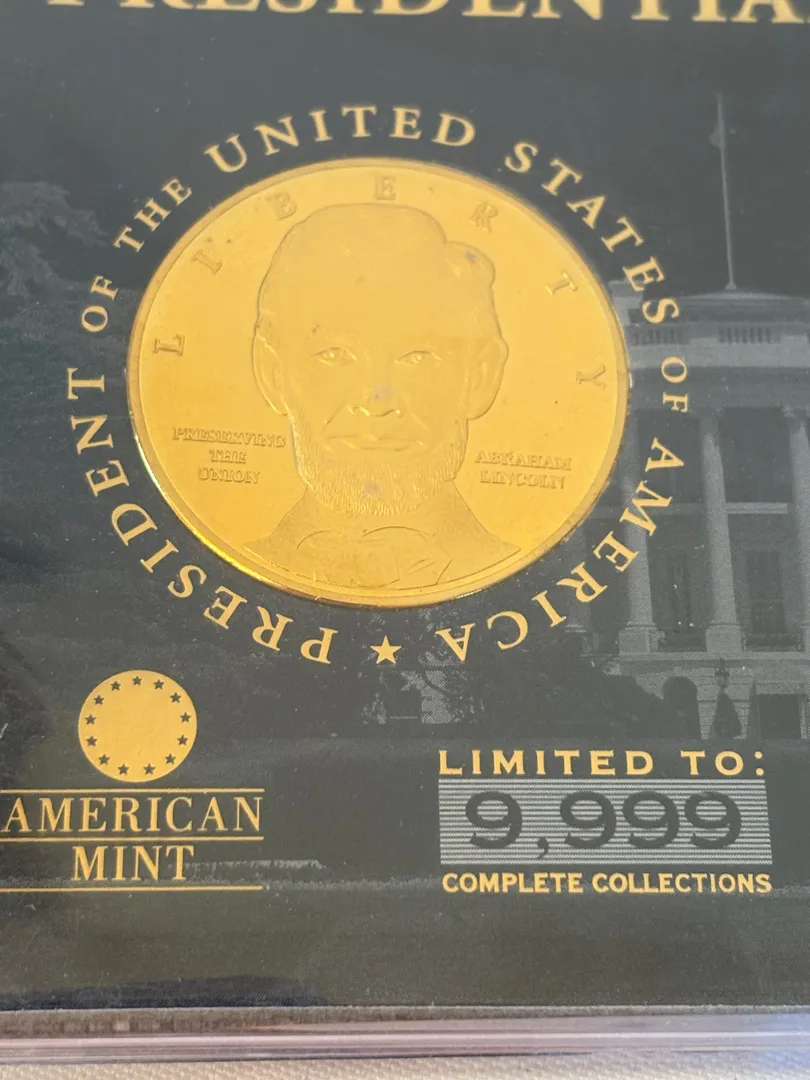 PRESIDENTIAL
PRESIDENT OF THE UNITED STATES OF AMERICA ★
LIBERTY
PRESERVING
THE
UNION
ABRAHAM
LINCOLN
AMERICAN
MINT
LIMITED TO:
9,999
COMPLETE COLLECTIONS